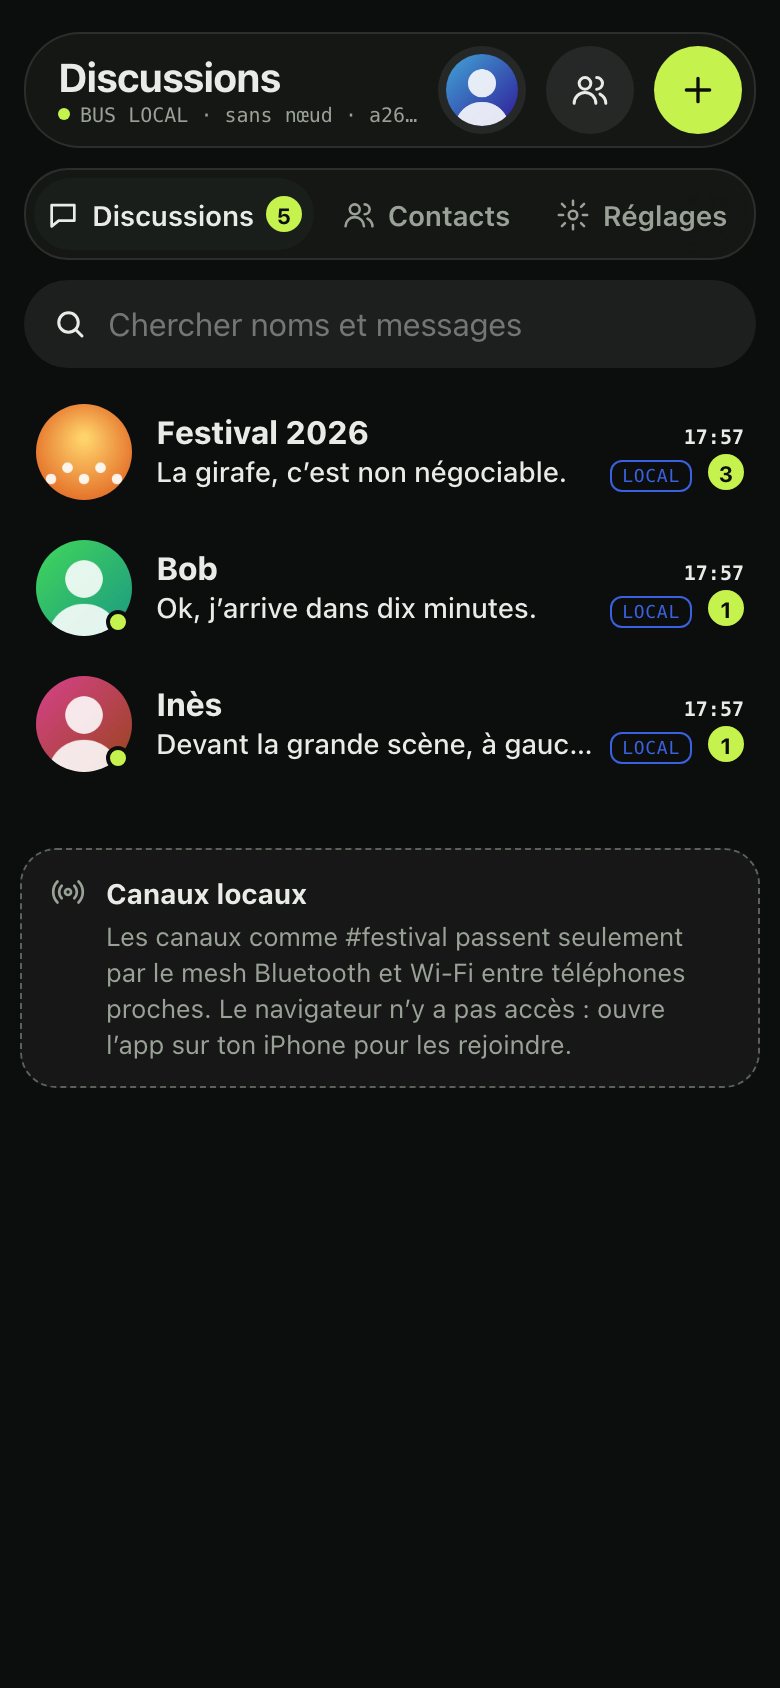 Discussions
BUS LOCAL · sans nœud · a26…
Discussions 5 Contacts Réglages
Chercher noms et messages
Festival 2026 17:57
La girafe, c’est non négociable. LOCAL 3
Bob 17:57
Ok, j’arrive dans dix minutes. LOCAL 1
Inès 17:57
Devant la grande scène, à gauc… LOCAL 1
Canaux locaux
Les canaux comme #festival passent seulement
par le mesh Bluetooth et Wi-Fi entre téléphones
proches. Le navigateur n’y a pas accès : ouvre
l’app sur ton iPhone pour les rejoindre.